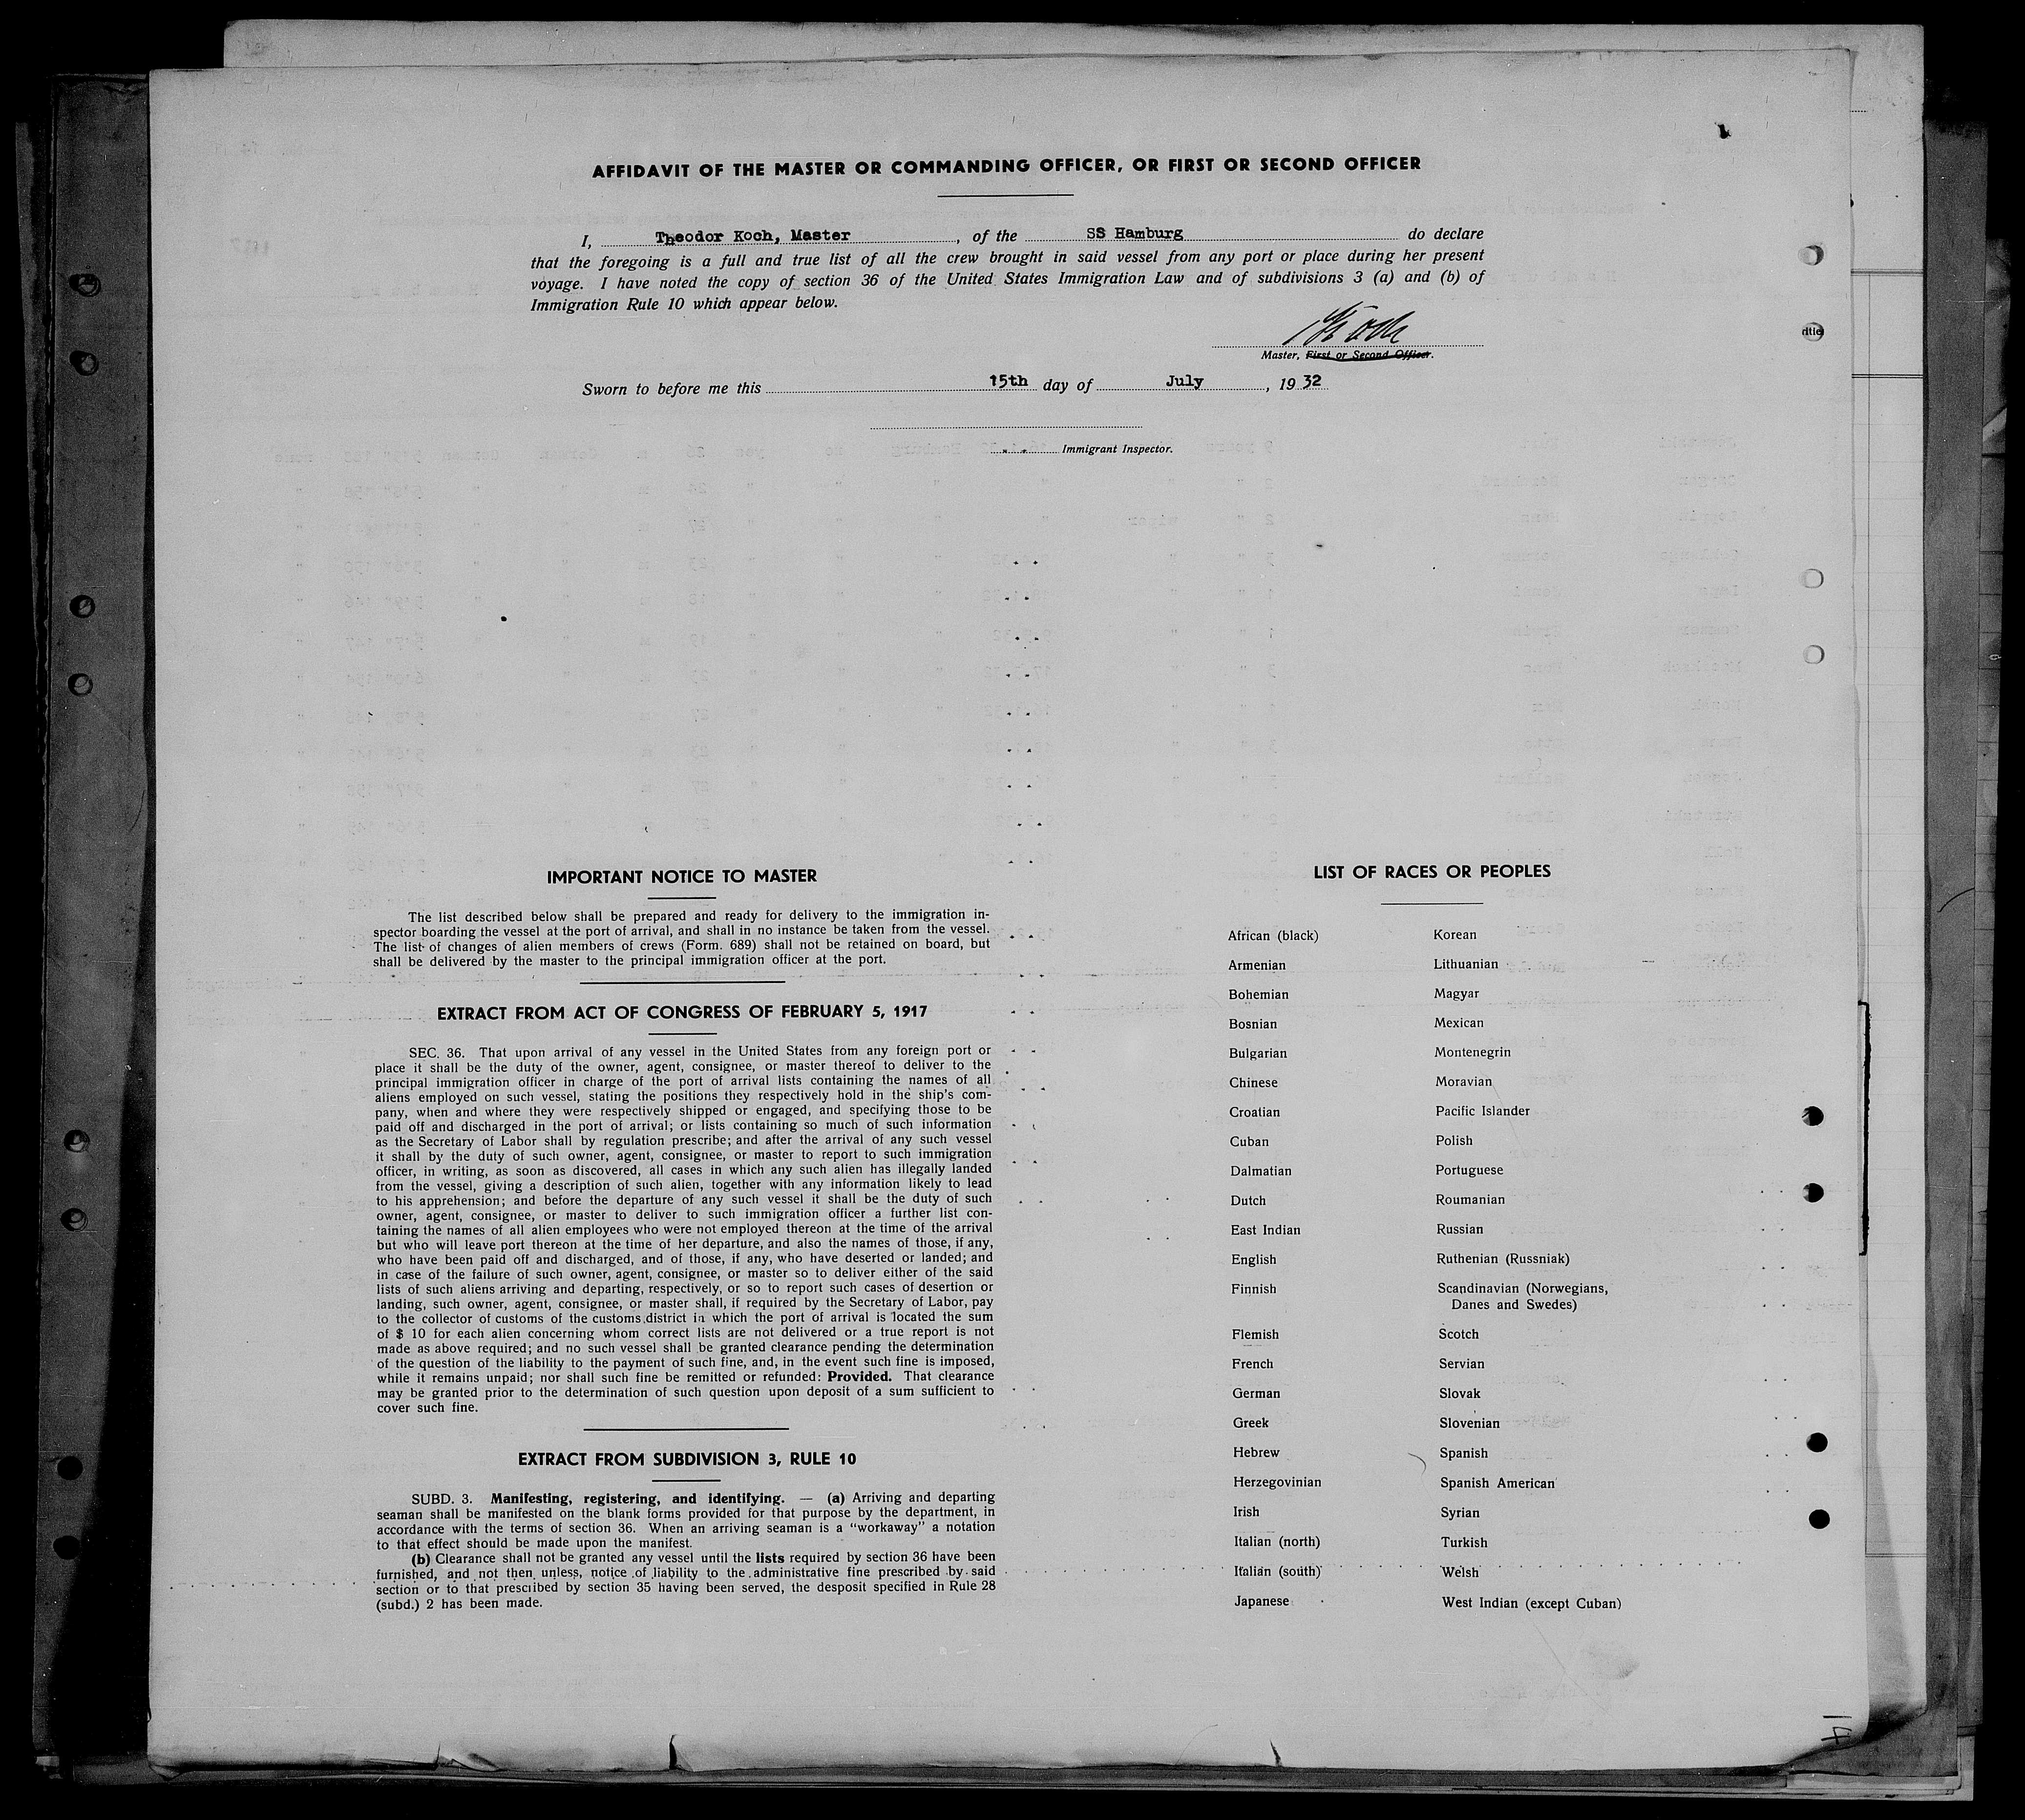 AFFIDAVIT OF THE MASTER OR COMMANDING OFFICER, OR FIRST OR SECOND OFFICER
I, Theodor Koch, Master, of the SS Hamburg do declare
that the foregoing is a full and true list of all the crew brought in said vessel from any port or place during her present
voyage. I have noted the copy of section 36 of the United States Immigration Law and of subdivisions 3 (a) and (b) of
Immigration Rule 10 which appear below.
Koch
Master, First or Second Officer.
Sworn to before me this 15th day of July, 19 32
Immigrant Inspector.
IMPORTANT NOTICE TO MASTER
The list described below shall be prepared and ready for delivery to the immigration in-
spector boarding the vessel at the port of arrival, and shall in no instance be taken from the vessel.
The list of changes of alien members of crews (Form. 689) shall not be retained on board, but
shall be delivered by the master to the principal immigration officer at the port.
EXTRACT FROM ACT OF CONGRESS OF FEBRUARY 5, 1917
SEC. 36. That upon arrival of any vessel in the United States from any foreign port or
place it shall be the duty of the owner, agent, consignee, or master thereof to deliver to the
principal immigration officer in charge of the port of arrival lists containing the names of all
aliens employed on such vessel, stating the positions they respectively hold in the ship's com-
pany, when and where they were respectively shipped or engaged, and specifying those to be
paid off and discharged in the port of arrival; or lists containing so much of such information
as the Secretary of Labor shall by regulation prescribe; and after the arrival of any such vessel
it shall by the duty of such owner, agent, consignee, or master to report to such immigration
officer, in writing, as soon as discovered, all cases in which any such alien has illegally landed
from the vessel, giving a description of such alien, together with any information likely to lead
to his apprehension; and before the departure of any such vessel it shall be the duty of such
owner, agent, consignee, or master to deliver to such immigration officer a further list con-
taining the names of all alien employees who were not employed thereon at the time of the arrival
but who will leave port thereon at the time of her departure, and also the names of those, if any,
who have been paid off and discharged, and of those, if any, who have deserted or landed; and
in case of the failure of such owner, agent, consignee, or master so to deliver either of the said
lists of such aliens arriving and departing, respectively, or so to report such cases of desertion or
landing, such owner, agent, consignee, or master shall, if required by the Secretary of Labor, pay
to the collector of customs of the customs district in which the port of arrival is located the sum
of $ 10 for each alien concerning whom correct lists are not delivered or a true report is not
made as above required; and no such vessel shall be granted clearance pending the determination
of the question of the liability to the payment of such fine, and, in the event such fine is imposed,
while it remains unpaid; nor shall such fine be remitted or refunded: Provided. That clearance
may be granted prior to the determination of such question upon deposit of a sum sufficient to
cover such fine.
EXTRACT FROM SUBDIVISION 3, RULE 10
SUBD. 3. Manifesting, registering, and identifying. — (a) Arriving and departing
seaman shall be manifested on the blank forms provided for that purpose by the department, in
accordance with the terms of section 36. When an arriving seaman is a "workaway" a notation
to that effect should be made upon the manifest.
(b) Clearance shall not be granted any vessel until the lists required by section 36 have been
furnished, and not then unless, notice of liability to the administrative fine prescribed by said
section or to that prescribed by section 35 having been served, the desposit specified in Rule 28
(subd.) 2 has been made.
LIST OF RACES OR PEOPLES
African (black)
Armenian
Bohemian
Bosnian
Bulgarian
Chinese
Croatian
Cuban
Dalmatian
Dutch
East Indian
English
Finnish
Flemish
French
German
Greek
Hebrew
Herzegovinian
Irish
Italian (north)
Italian (south)
Japanese
Korean
Lithuanian
Magyar
Mexican
Montenegrin
Moravian
Pacific Islander
Polish
Portuguese
Roumanian
Russian
Ruthenian (Russniak)
Scandinavian (Norwegians,
Danes and Swedes)
Scotch
Servian
Slovak
Slovenian
Spanish
Spanish American
Syrian
Turkish
Welsh
West Indian (except Cuban)